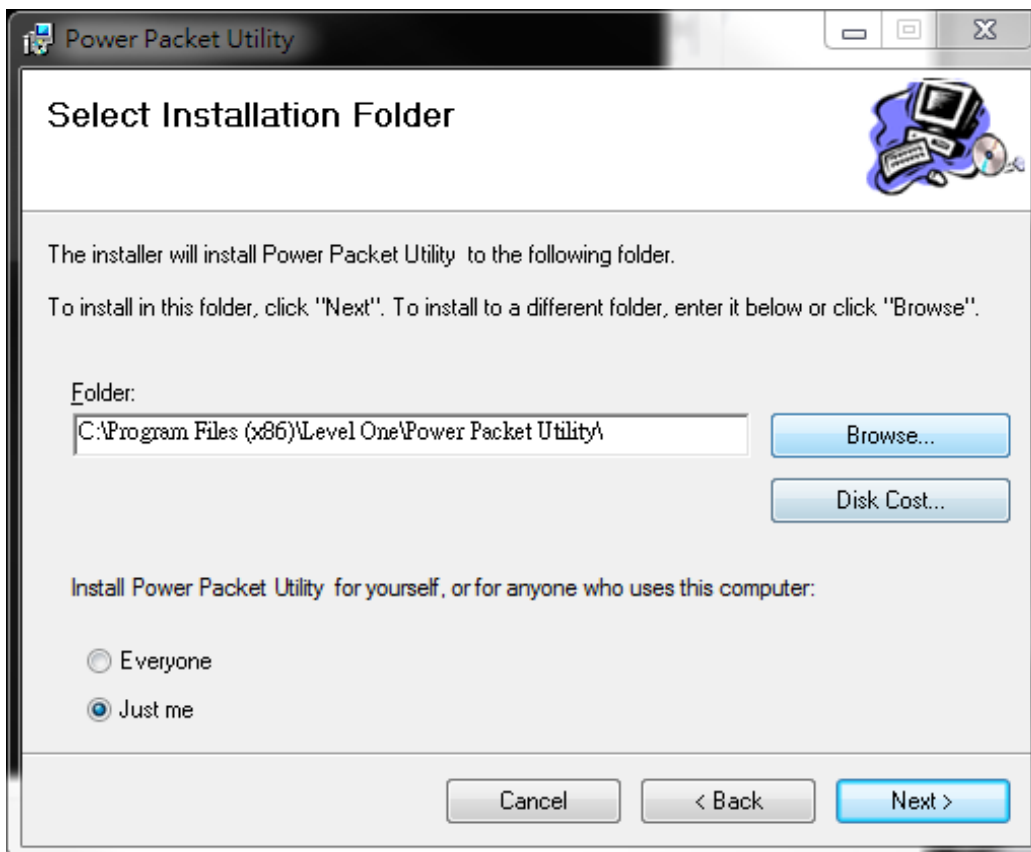 Power Packet Utility
Select Installation Folder
The installer will install Power Packet Utility  to the following folder.
To install in this folder, click "Next". To install to a different folder, enter it below or click "Browse".
Folder:
C:\Program Files (x86)\Level One\Power Packet Utility\
Browse...
Disk Cost...
Install Power Packet Utility  for yourself, or for anyone who uses this computer:
Everyone
Just me
Cancel
< Back
Next >